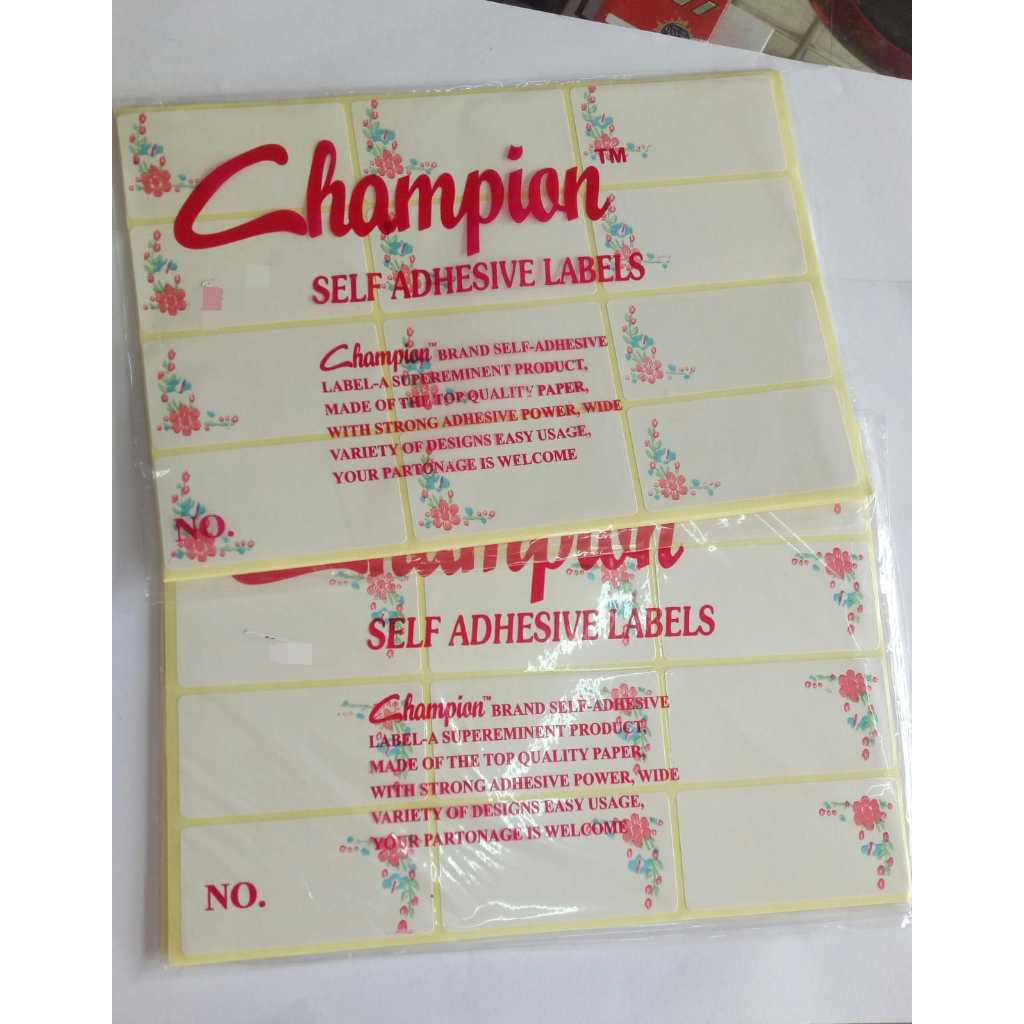 Champion™
SELF ADHESIVE LABELS
Champion™ BRAND SELF-ADHESIVE
LABEL-A SUPEREMINENT PRODUCT,
MADE OF THE TOP QUALITY PAPER,
WITH STRONG ADHESIVE POWER, WIDE
VARIETY OF DESIGNS EASY USAGE,
YOUR PARTONAGE IS WELCOME
NO.
Champion
SELF ADHESIVE LABELS
Champion™ BRAND SELF-ADHESIVE
LABEL-A SUPEREMINENT PRODUCT,
MADE OF THE TOP QUALITY PAPER,
WITH STRONG ADHESIVE POWER, WIDE
VARIETY OF DESIGNS EASY USAGE,
YOUR PARTONAGE IS WELCOME
NO.